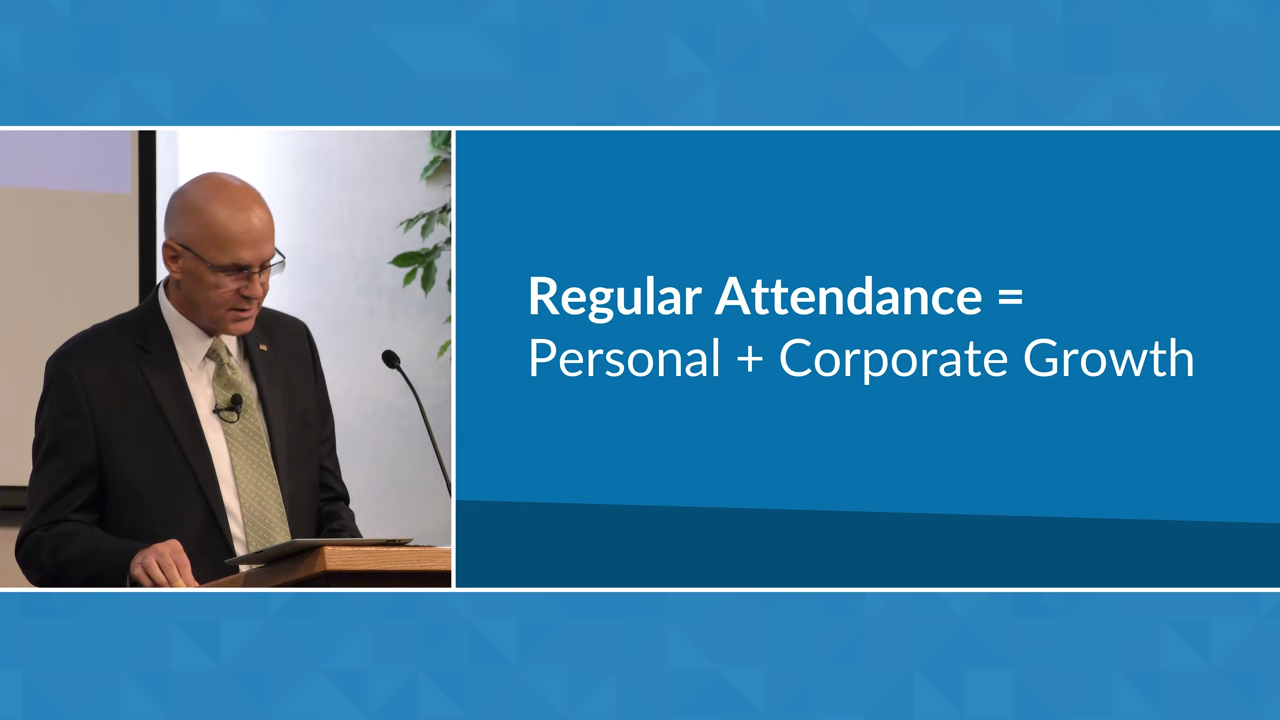 Regular Attendance =
Personal + Corporate Growth